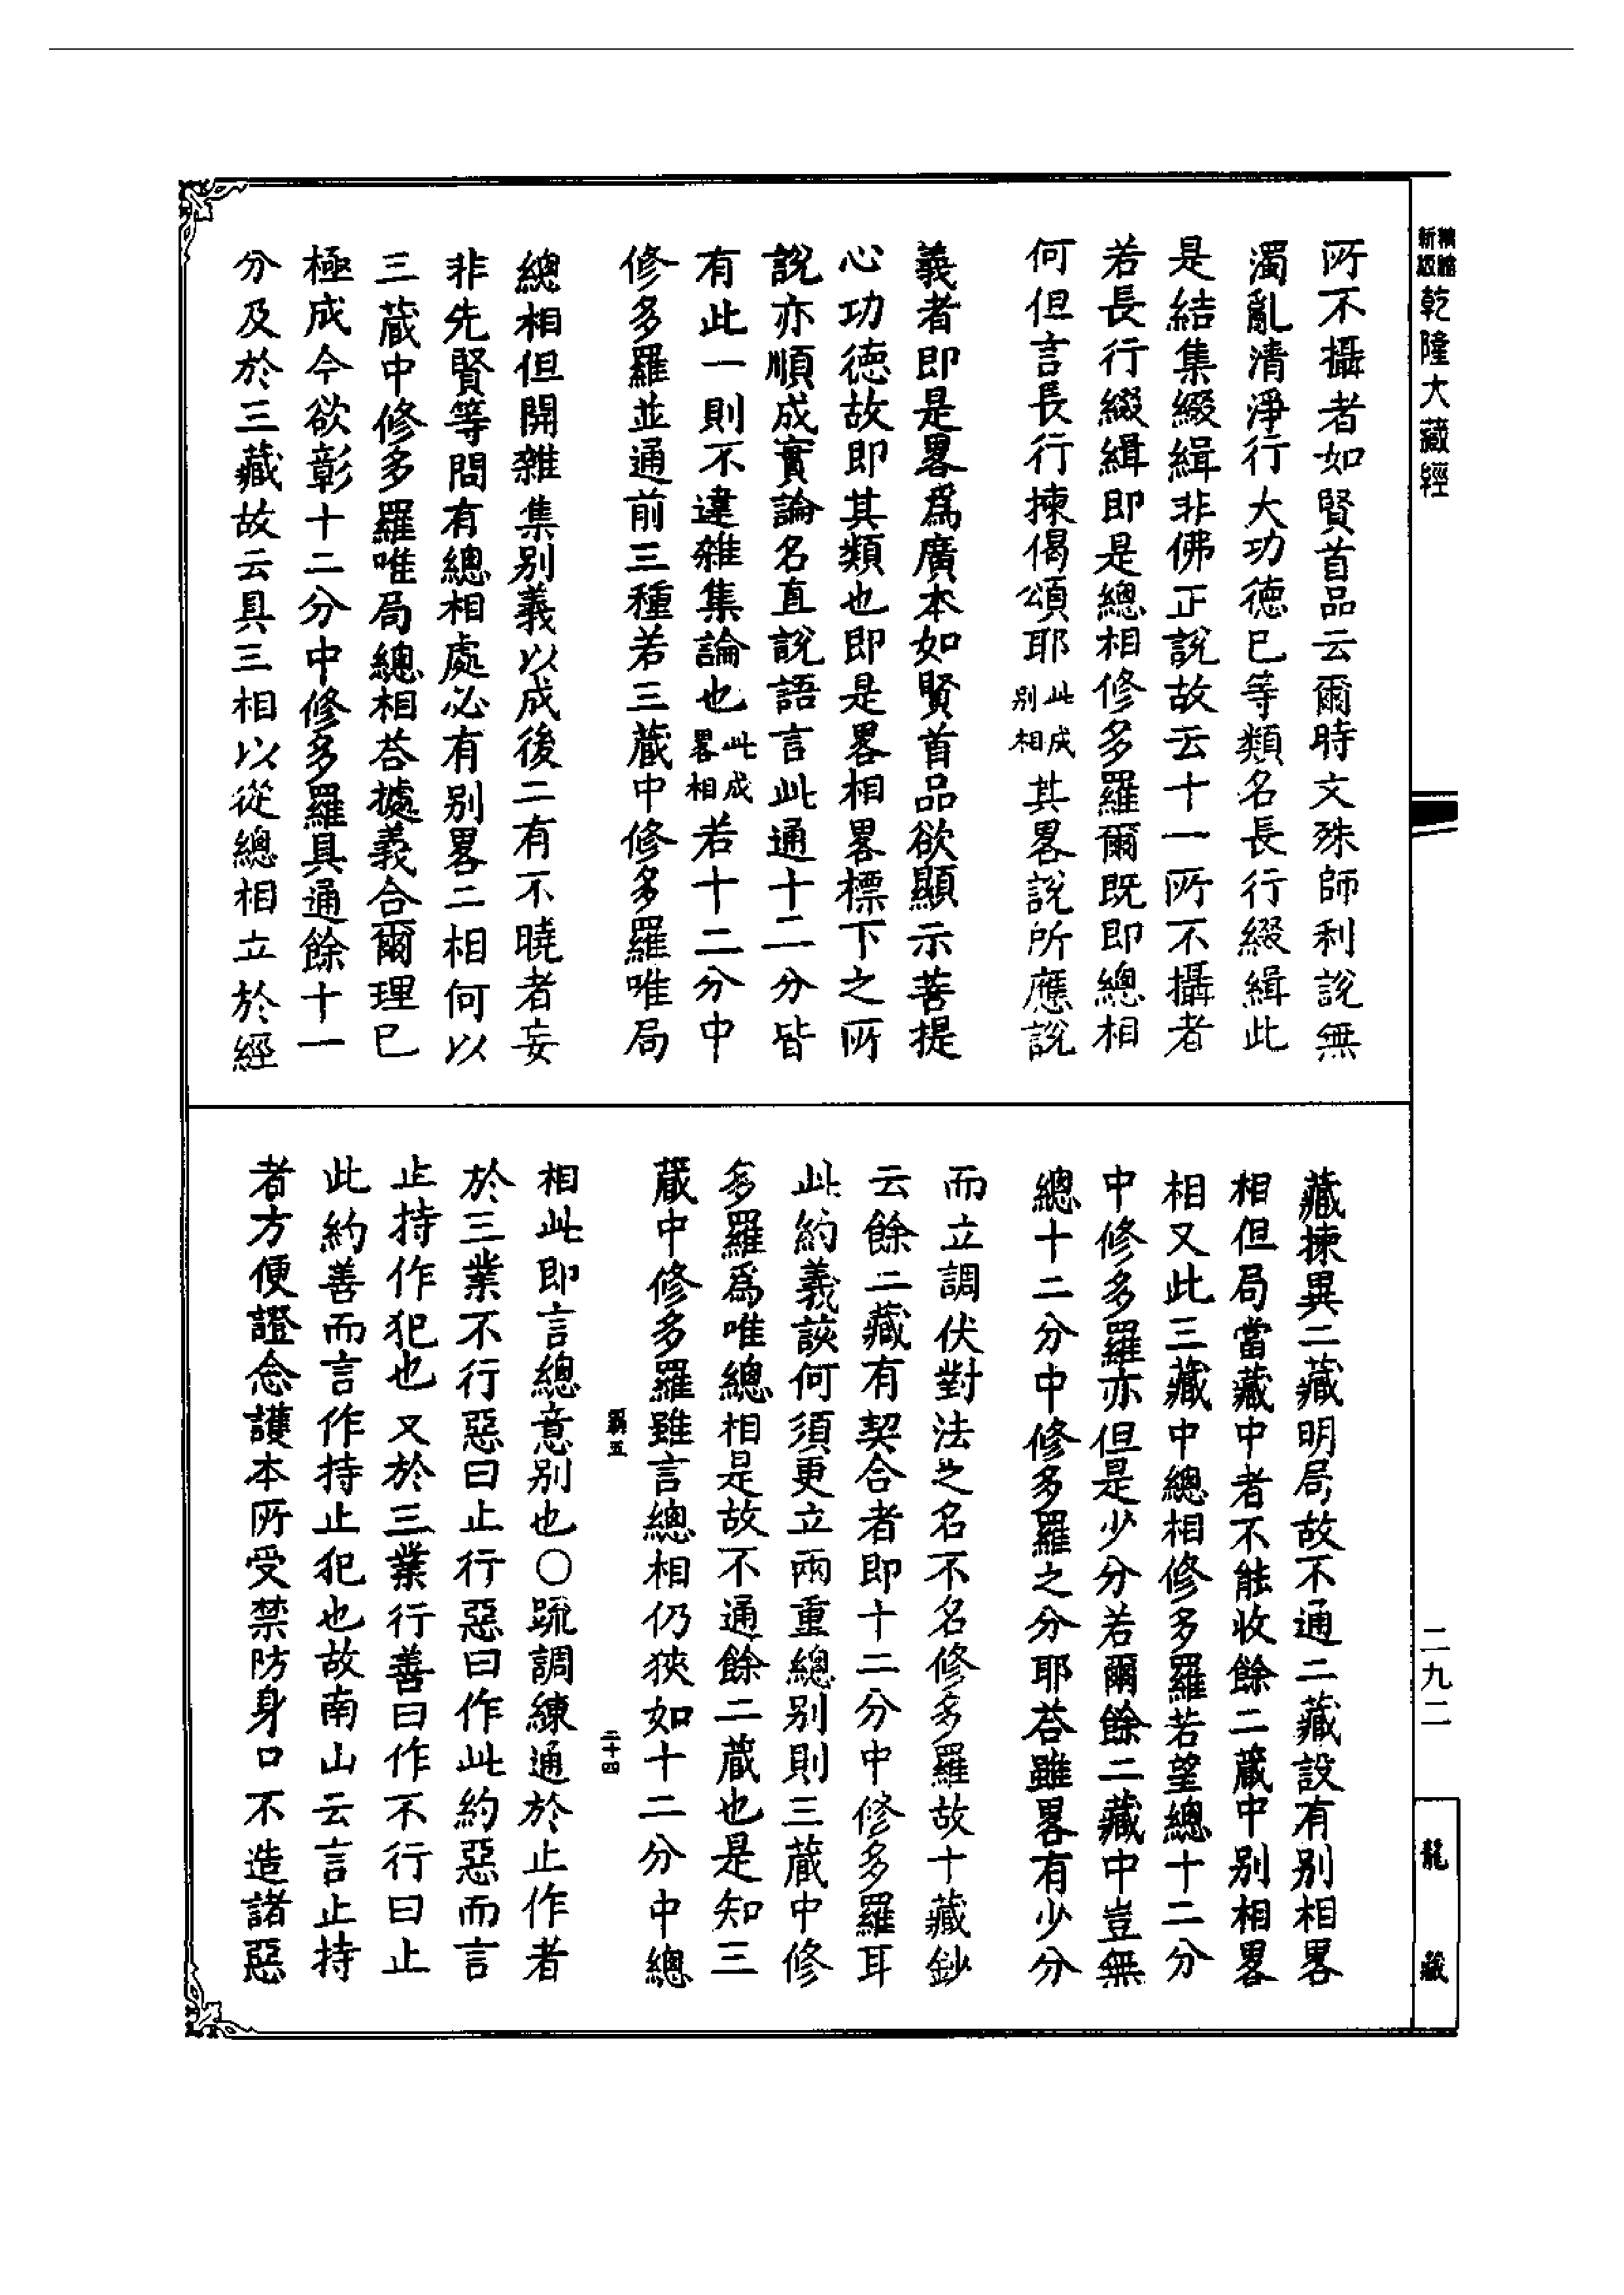 新編縮級乾隆大藏經
所不攝者如賢首品云爾時文殊師利說無
濁亂清淨行大功德已等類名長行綴緝此
是結集綴緝非佛正說故云十一所不攝者
若長行綴緝即是總相修多羅爾既即總相
何但言長行揀偈頌耶此成別相其畧說所應說
義者即是畧爲廣本如賢首品欲顯示菩提
心功德故即其類也即是畧相畧標下之所
說亦順成實論名直說語言此通十二分皆
有此一則不違雜集論也此成畧相若十二分中
修多羅並通前三種若三藏中修多羅唯局
總相但開雜集別義以成後二有不曉者妄
非先賢等問有總相處必有別畧二相何以
三藏中修多羅唯局總相荅據義合爾理已
極成今欲彰十二分中修多羅具通餘十一
分及於三藏故云具三相以從總相立於經
藏揀異二藏明局故不通二藏設有別相畧
相但局當藏中者不能收餘二藏中別相畧
相又此三藏中總相修多羅若望總十二分
中修多羅亦但是少分若爾餘二藏中豈無
總十二分中修多羅之分耶荅雖畧有少分
而立調伏對法之名不名修多羅故十藏鈔
云餘二藏有契合者即十二分中修多羅耳
此約義該何須更立兩重總別則三藏中修
多羅爲唯總相是故不通餘二藏也是知三
藏中修多羅雖言總相仍狹如十二分中總
霸五 二十四
相此即言總意別也○䟽調練通於止作者
於三業不行惡曰止行惡曰作此約惡而言
止持作犯也又於三業行善曰作不行曰止
此約善而言作持止犯也故南山云言止持
者方便證念護本所受禁防身口不造諸惡
二九二
龍藏